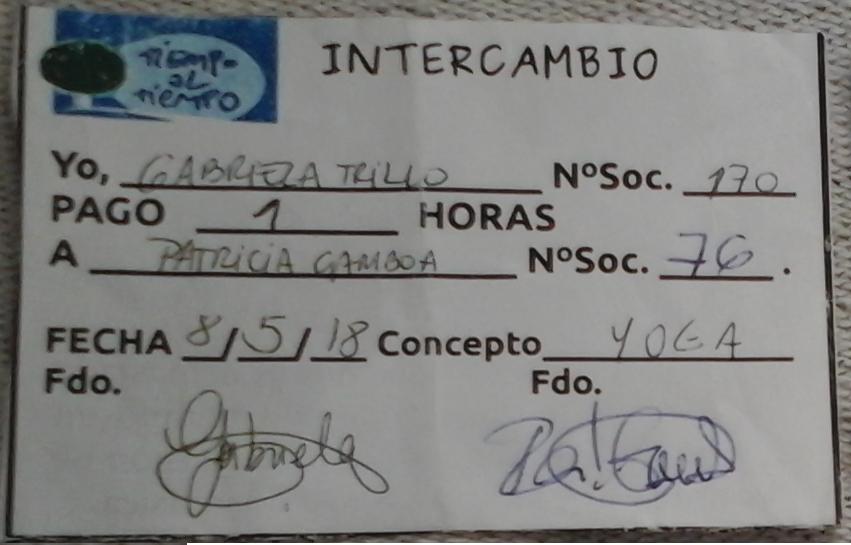 TIEMPO
AL
TIEMPO
INTERCAMBIO
Yo, GABRIELA TRILLO NºSoc. 170
PAGO 1 HORAS
A PATRICIA GAMBOA NºSoc. 76.
FECHA 8/5/18 Concepto YOGA
Fdo. Fdo.
Gabriela